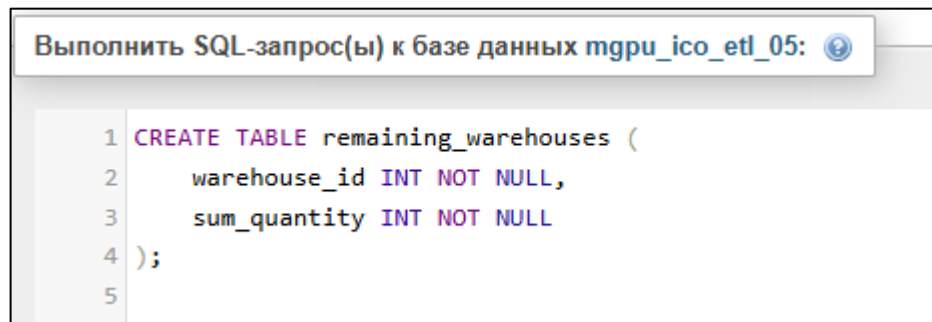 Выполнить SQL-запрос(ы) к базе данных mgpu_ico_etl_05:
1 CREATE TABLE remaining_warehouses (
2     warehouse_id INT NOT NULL,
3     sum_quantity INT NOT NULL
4 );
5